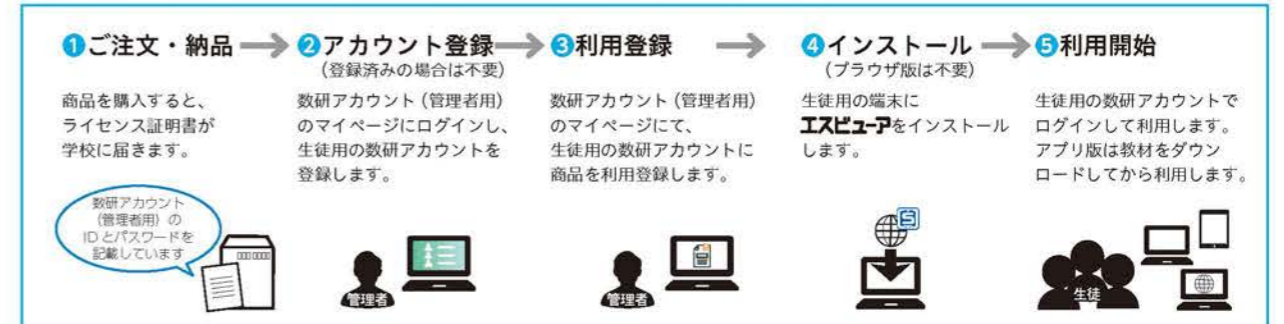 ①ご注文・納品
商品を購入すると、
ライセンス証明書が
学校に届きます。
数研アカウント
(管理者用) の
IDとパスワードを
記載しています
②アカウント登録
(登録済みの場合は不要)
数研アカウント (管理者用)
のマイページにログインし、
生徒用の数研アカウントを
登録します。
管理者
③利用登録
数研アカウント (管理者用)
のマイページにて、
生徒用の数研アカウントに
商品を利用登録します。
管理者
④インストール
(ブラウザ版は不要)
生徒用の端末に
エスビューアをインストール
します。
⑤利用開始
生徒用の数研アカウントで
ログインして利用します。
アプリ版は教材をダウン
ロードしてから利用します。
生徒